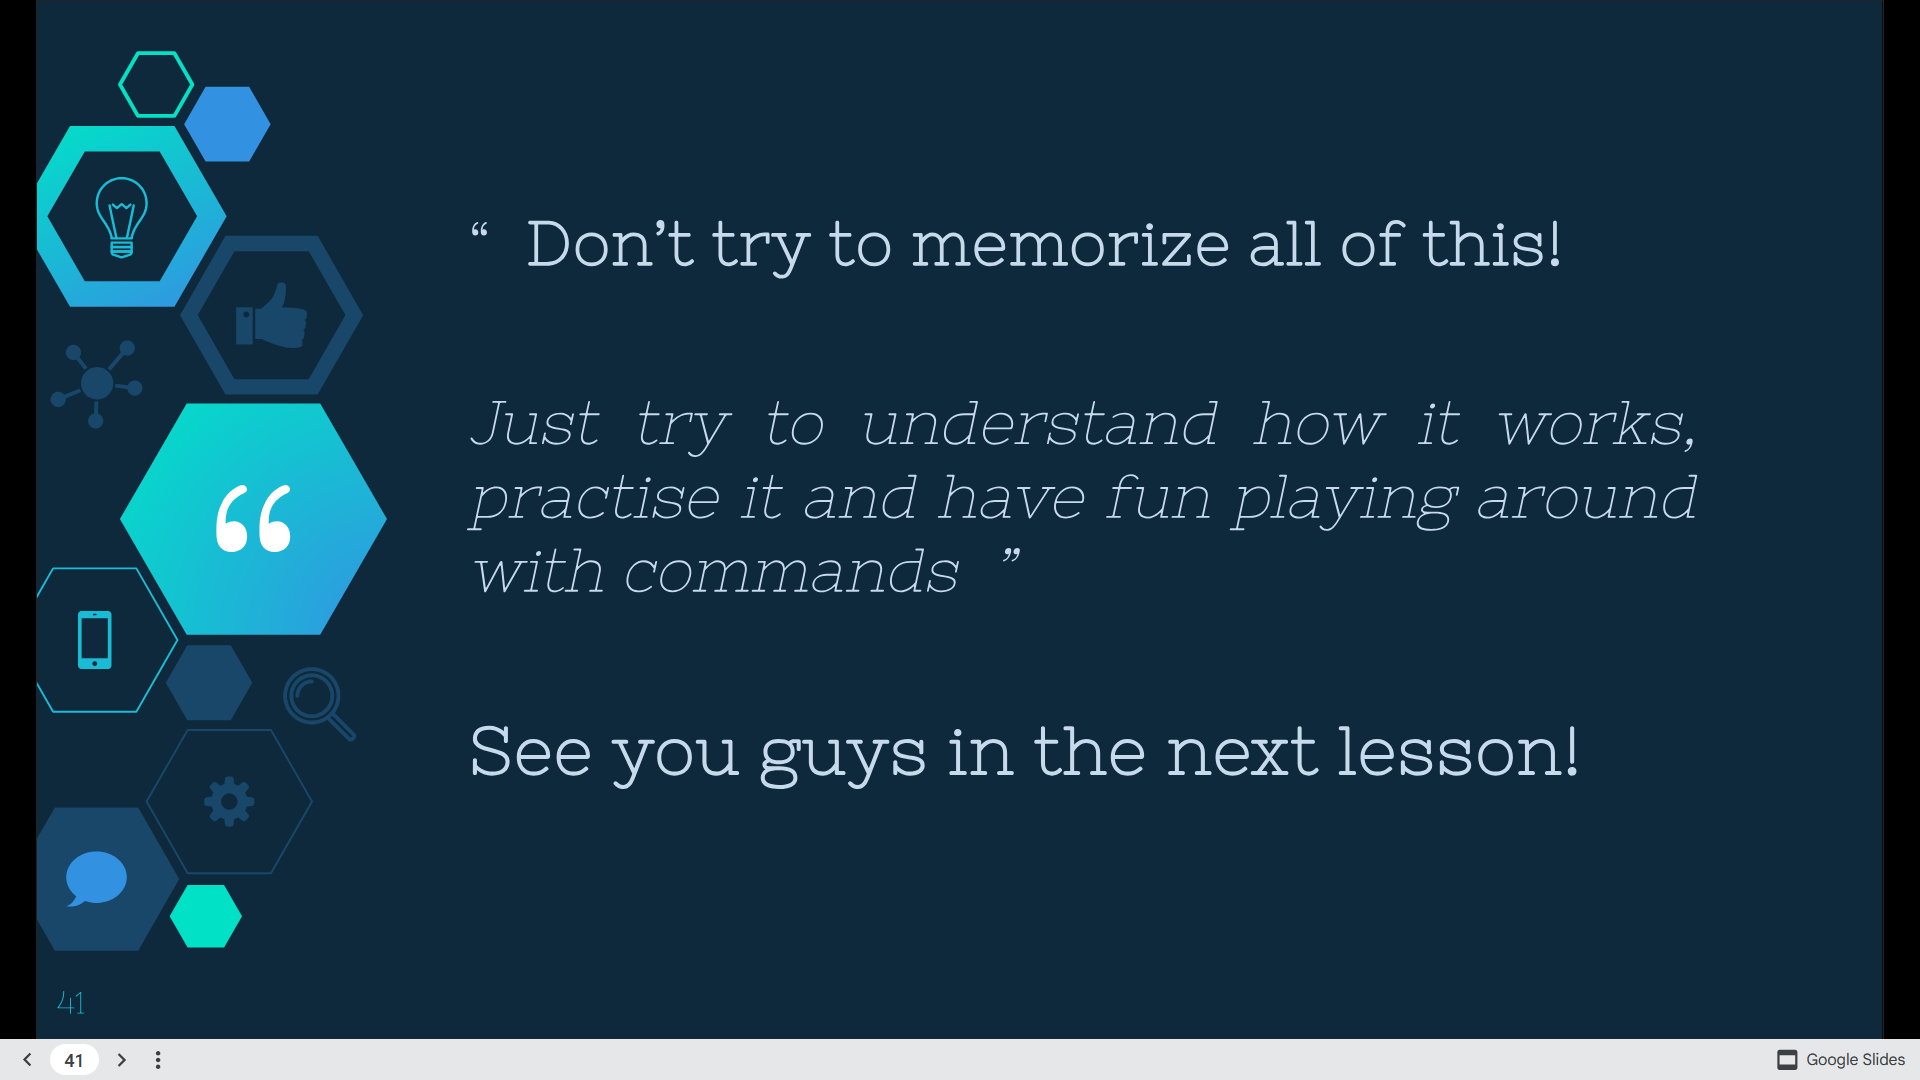 “ Don’t try to memorize all of this!
Just try to understand how it works,
practise it and have fun playing around
with commands ”
See you guys in the next lesson!
41
41
Google Slides